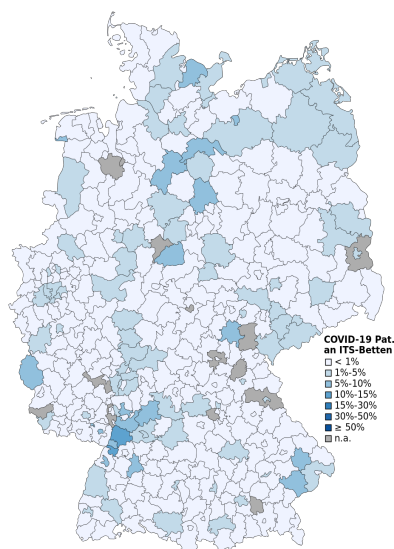 COVID-19 Pat.
an ITS-Betten
< 1%
1%-5%
5%-10%
10%-15%
15%-30%
30%-50%
≥ 50%
n.a.